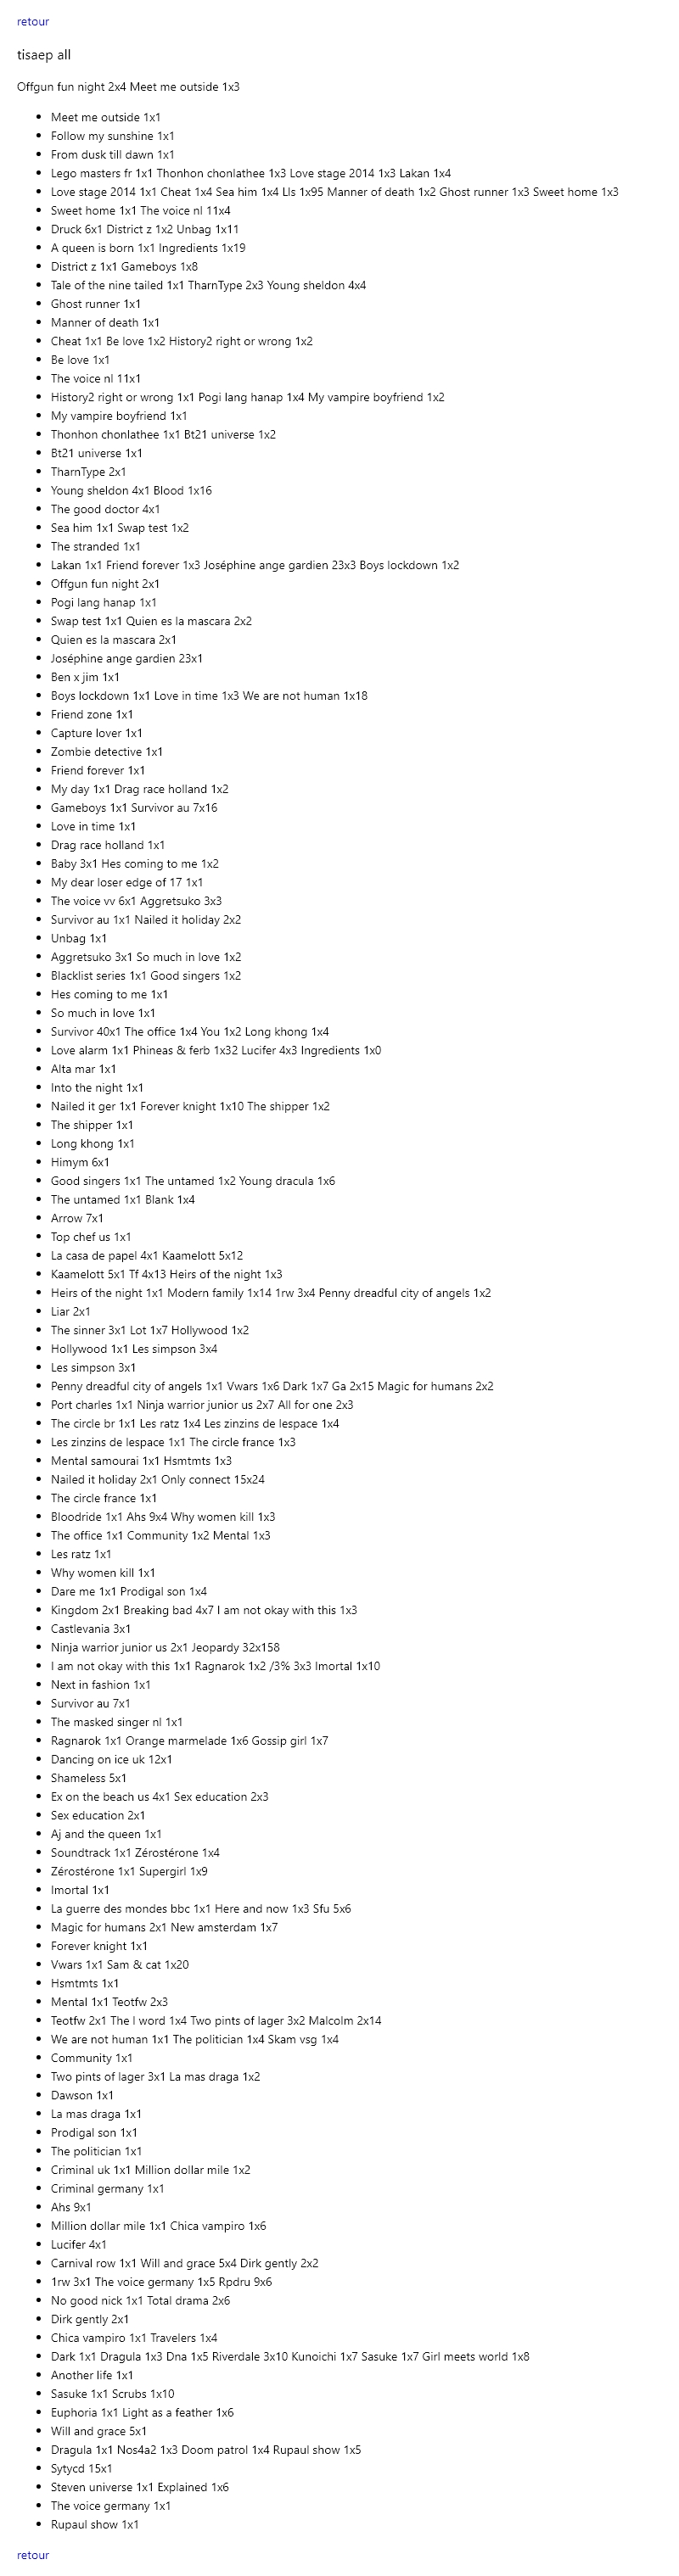 retour
tisaep all
Offgun fun night 2x4 Meet me outside 1x3
Meet me outside 1x1
Follow my sunshine 1x1
From dusk till dawn 1x1
Lego masters fr 1x1 Thonhon chonlathee 1x3 Love stage 2014 1x3 Lakan 1x4
Love stage 2014 1x1 Cheat 1x4 Sea him 1x4 Lls 1x95 Manner of death 1x2 Ghost runner 1x3 Sweet home 1x3
Sweet home 1x1 The voice nl 11x4
Druck 6x1 District z 1x2 Unbag 1x11
A queen is born 1x1 Ingredients 1x19
District z 1x1 Gameboys 1x8
Tale of the nine tailed 1x1 TharnType 2x3 Young sheldon 4x4
Ghost runner 1x1
Manner of death 1x1
Cheat 1x1 Be love 1x2 History2 right or wrong 1x2
Be love 1x1
The voice nl 11x1
History2 right or wrong 1x1 Pogi lang hanap 1x4 My vampire boyfriend 1x2
My vampire boyfriend 1x1
Thonhon chonlathee 1x1 Bt21 universe 1x2
Bt21 universe 1x1
TharnType 2x1
Young sheldon 4x1 Blood 1x16
The good doctor 4x1
Sea him 1x1 Swap test 1x2
The stranded 1x1
Lakan 1x1 Friend forever 1x3 Joséphine ange gardien 23x3 Boys lockdown 1x2
Offgun fun night 2x1
Pogi lang hanap 1x1
Swap test 1x1 Quien es la mascara 2x2
Quien es la mascara 2x1
Joséphine ange gardien 23x1
Ben x jim 1x1
Boys lockdown 1x1 Love in time 1x3 We are not human 1x18
Friend zone 1x1
Capture lover 1x1
Zombie detective 1x1
Friend forever 1x1
My day 1x1 Drag race holland 1x2
Gameboys 1x1 Survivor au 7x16
Love in time 1x1
Drag race holland 1x1
Baby 3x1 Hes coming to me 1x2
My dear loser edge of 17 1x1
The voice vv 6x1 Aggretsuko 3x3
Survivor au 1x1 Nailed it holiday 2x2
Unbag 1x1
Aggretsuko 3x1 So much in love 1x2
Blacklist series 1x1 Good singers 1x2
Hes coming to me 1x1
So much in love 1x1
Survivor 40x1 The office 1x4 You 1x2 Long khong 1x4
Love alarm 1x1 Phineas & ferb 1x32 Lucifer 4x3 Ingredients 1x0
Alta mar 1x1
Into the night 1x1
Nailed it ger 1x1 Forever knight 1x10 The shipper 1x2
The shipper 1x1
Long khong 1x1
Himym 6x1
Good singers 1x1 The untamed 1x2 Young dracula 1x6
The untamed 1x1 Blank 1x4
Arrow 7x1
Top chef us 1x1
La casa de papel 4x1 Kaamelott 5x12
Kaamelott 5x1 Tf 4x13 Heirs of the night 1x3
Heirs of the night 1x1 Modern family 1x14 1rw 3x4 Penny dreadful city of angels 1x2
Liar 2x1
The sinner 3x1 Lot 1x7 Hollywood 1x2
Hollywood 1x1 Les simpson 3x4
Les simpson 3x1
Penny dreadful city of angels 1x1 Vwars 1x6 Dark 1x7 Ga 2x15 Magic for humans 2x2
Port charles 1x1 Ninja warrior junior us 2x7 All for one 2x3
The circle br 1x1 Les ratz 1x4 Les zinzins de lespace 1x4
Les zinzins de lespace 1x1 The circle france 1x3
Mental samourai 1x1 Hsmtmts 1x3
Nailed it holiday 2x1 Only connect 15x24
The circle france 1x1
Bloodride 1x1 Ahs 9x4 Why women kill 1x3
The office 1x1 Community 1x2 Mental 1x3
Les ratz 1x1
Why women kill 1x1
Dare me 1x1 Prodigal son 1x4
Kingdom 2x1 Breaking bad 4x7 I am not okay with this 1x3
Castlevania 3x1
Ninja warrior junior us 2x1 Jeopardy 32x158
I am not okay with this 1x1 Ragnarok 1x2 /3% 3x3 Imortal 1x10
Next in fashion 1x1
Survivor au 7x1
The masked singer nl 1x1
Ragnarok 1x1 Orange marmelade 1x6 Gossip girl 1x7
Dancing on ice uk 12x1
Shameless 5x1
Ex on the beach us 4x1 Sex education 2x3
Sex education 2x1
Aj and the queen 1x1
Soundtrack 1x1 Zérostérone 1x4
Zérostérone 1x1 Supergirl 1x9
Imortal 1x1
La guerre des mondes bbc 1x1 Here and now 1x3 Sfu 5x6
Magic for humans 2x1 New amsterdam 1x7
Forever knight 1x1
Vwars 1x1 Sam & cat 1x20
Hsmtmts 1x1
Mental 1x1 Teotfw 2x3
Teotfw 2x1 The l word 1x4 Two pints of lager 3x2 Malcolm 2x14
We are not human 1x1 The politician 1x4 Skam vsg 1x4
Community 1x1
Two pints of lager 3x1 La mas draga 1x2
Dawson 1x1
La mas draga 1x1
Prodigal son 1x1
The politician 1x1
Criminal uk 1x1 Million dollar mile 1x2
Criminal germany 1x1
Ahs 9x1
Million dollar mile 1x1 Chica vampiro 1x6
Lucifer 4x1
Carnival row 1x1 Will and grace 5x4 Dirk gently 2x2
1rw 3x1 The voice germany 1x5 Rpdru 9x6
No good nick 1x1 Total drama 2x6
Dirk gently 2x1
Chica vampiro 1x1 Travelers 1x4
Dark 1x1 Dragula 1x3 Dna 1x5 Riverdale 3x10 Kunoichi 1x7 Sasuke 1x7 Girl meets world 1x8
Another life 1x1
Sasuke 1x1 Scrubs 1x10
Euphoria 1x1 Light as a feather 1x6
Will and grace 5x1
Dragula 1x1 Nos4a2 1x3 Doom patrol 1x4 Rupaul show 1x5
Sytycd 15x1
Steven universe 1x1 Explained 1x6
The voice germany 1x1
Rupaul show 1x1
retour